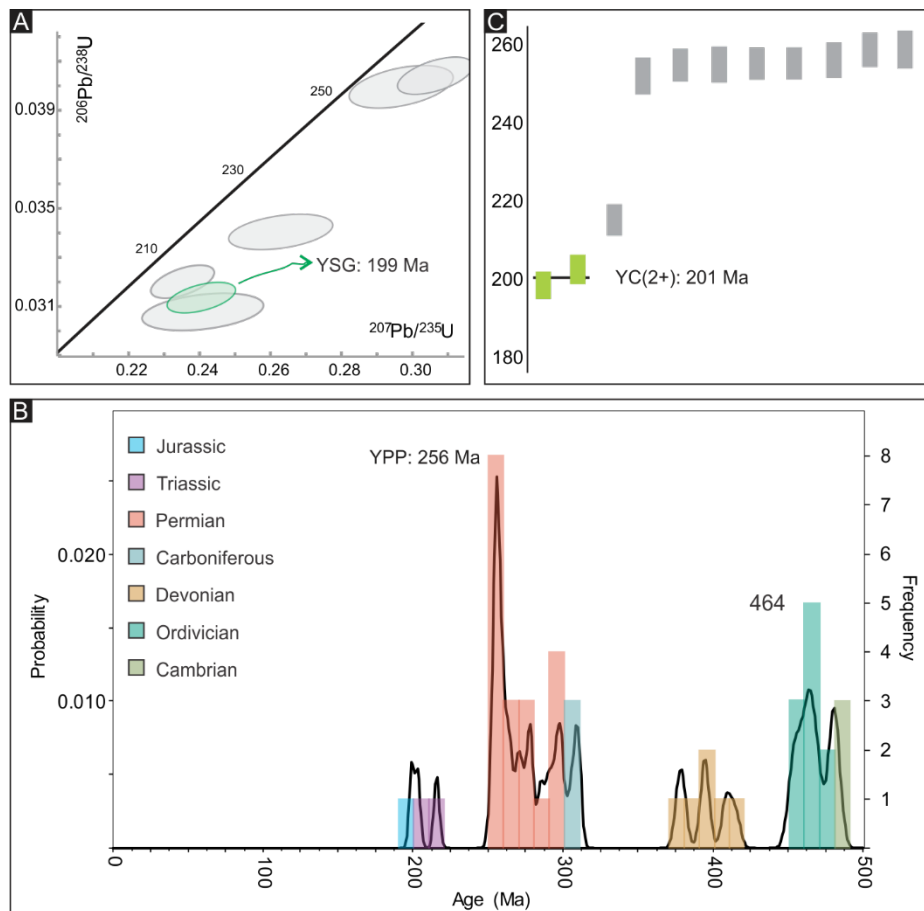 A
206Pb/238U
0.039
0.035
0.031
250
230
210
YSG: 199 Ma
207Pb/235U
0.22
0.24
0.26
0.28
0.30
C
260
240
220
200
180
YC(2+): 201 Ma
B
Jurassic
Triassic
Permian
Carboniferous
Devonian
Ordivician
Cambrian
YPP: 256 Ma
464
Probability
0.020
0.010
Frequency
8
7
6
5
4
3
2
1
0
100
200
300
400
500
Age (Ma)